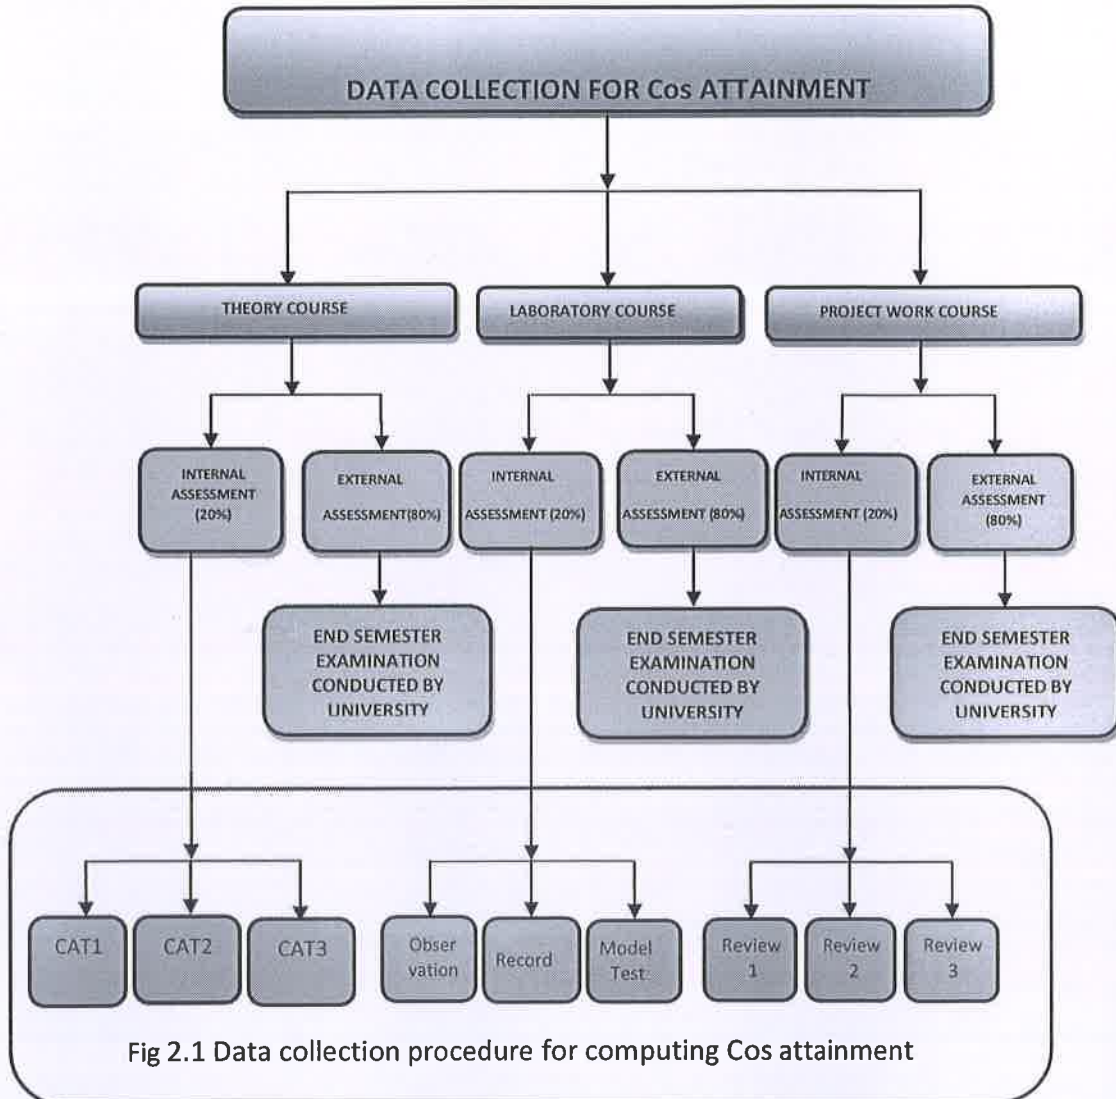 DATA COLLECTION FOR Cos ATTAINMENT
THEORY COURSE
LABORATORY COURSE
PROJECT WORK COURSE
INTERNAL
ASSESSMENT
(20%)
EXTERNAL
ASSESSMENT(80%)
INTERNAL
ASSESSMENT (20%)
EXTERNAL
ASSESSMENT (80%)
INTERNAL
ASSESSMENT (20%)
EXTERNAL
ASSESSMENT
(80%)
END SEMESTER
EXAMINATION
CONDUCTED BY
UNIVERSITY
END SEMESTER
EXAMINATION
CONDUCTED BY
UNIVERSITY
END SEMESTER
EXAMINATION
CONDUCTED BY
UNIVERSITY
CAT1
CAT2
CAT3
Obser
vation
Record
Model
Test
Review
1
Review
2
Review
3
Fig 2.1 Data collection procedure for computing Cos attainment